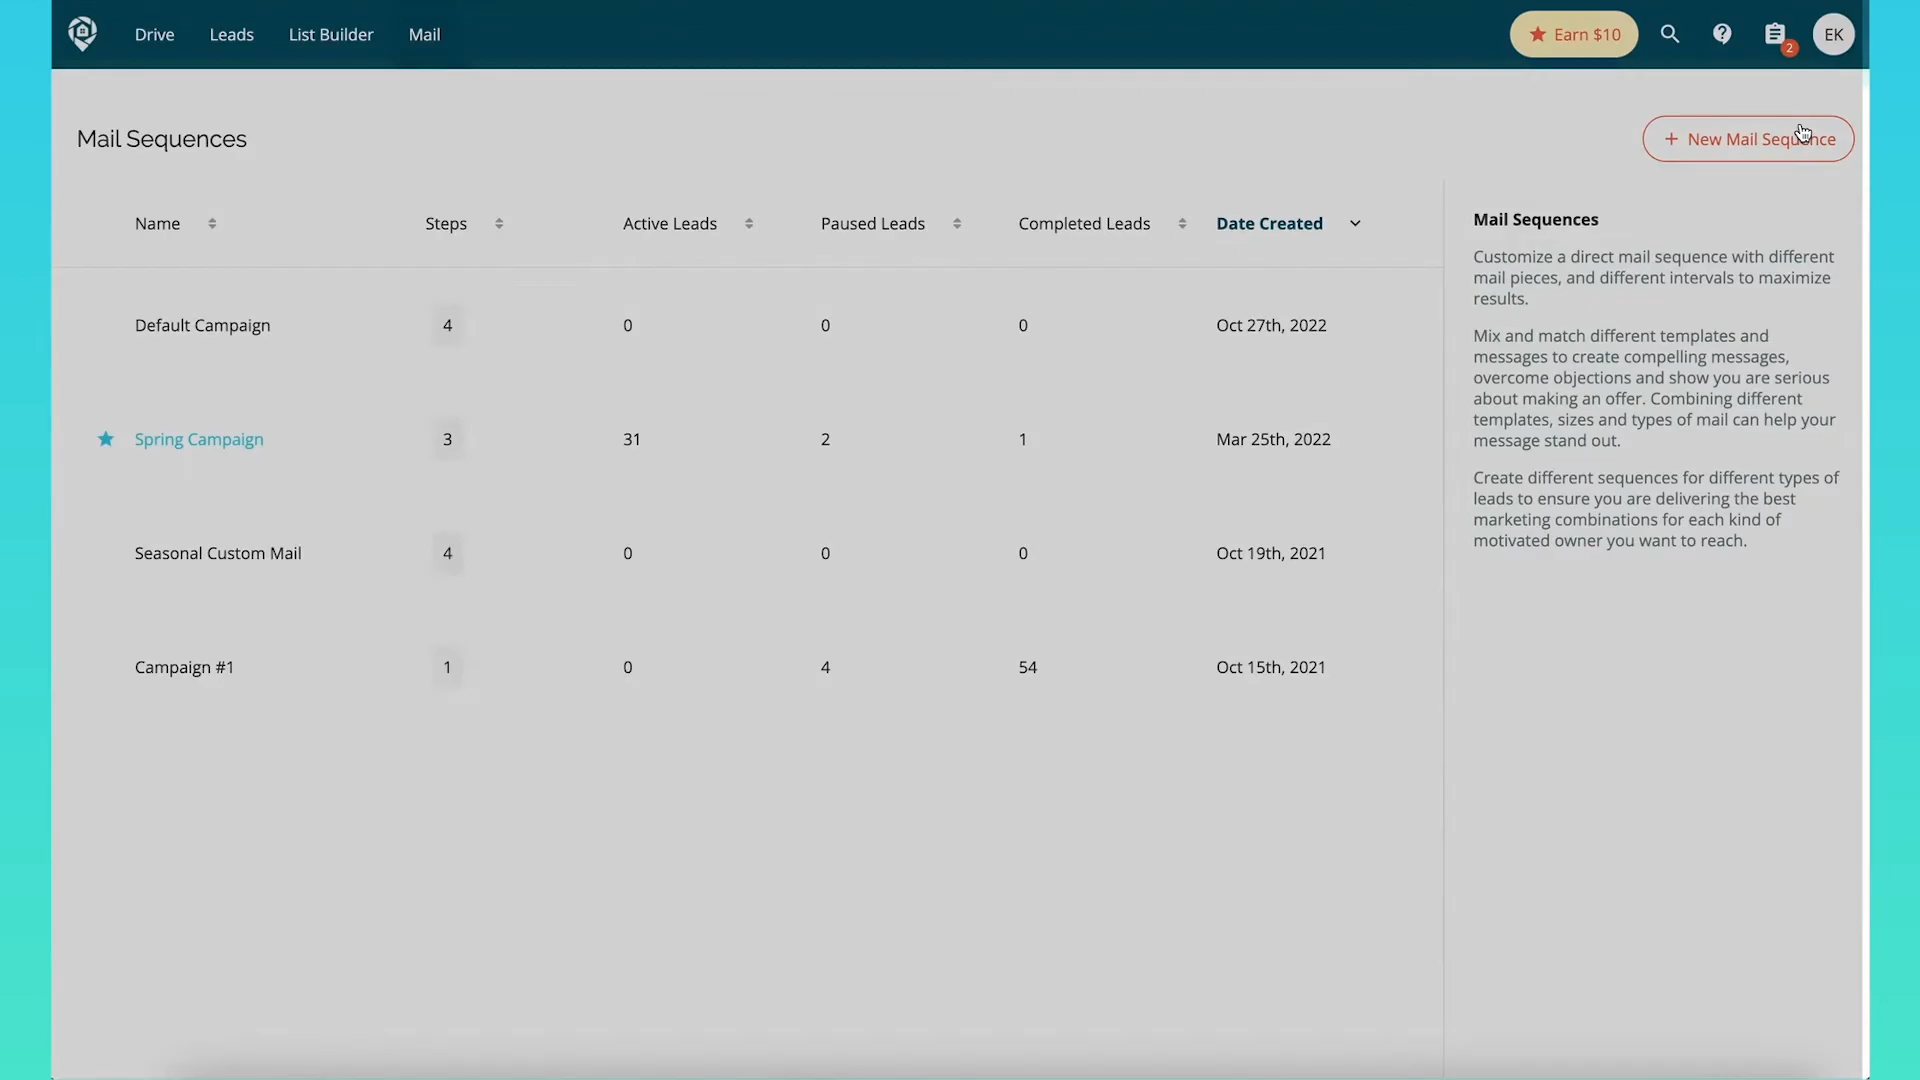 Drive Leads List Builder Mail Earn $10 2 EK
Mail Sequences
+ New Mail Sequence
Name Steps Active Leads Paused Leads Completed Leads Date Created
Default Campaign 4 0 0 0 Oct 27th, 2022
Spring Campaign 3 31 2 1 Mar 25th, 2022
Seasonal Custom Mail 4 0 0 0 Oct 19th, 2021
Campaign #1 1 0 4 54 Oct 15th, 2021
Mail Sequences
Customize a direct mail sequence with different
mail pieces, and different intervals to maximize
results.
Mix and match different templates and
messages to create compelling messages,
overcome objections and show you are serious
about making an offer. Combining different
templates, sizes and types of mail can help your
message stand out.
Create different sequences for different types of
leads to ensure you are delivering the best
marketing combinations for each kind of
motivated owner you want to reach.